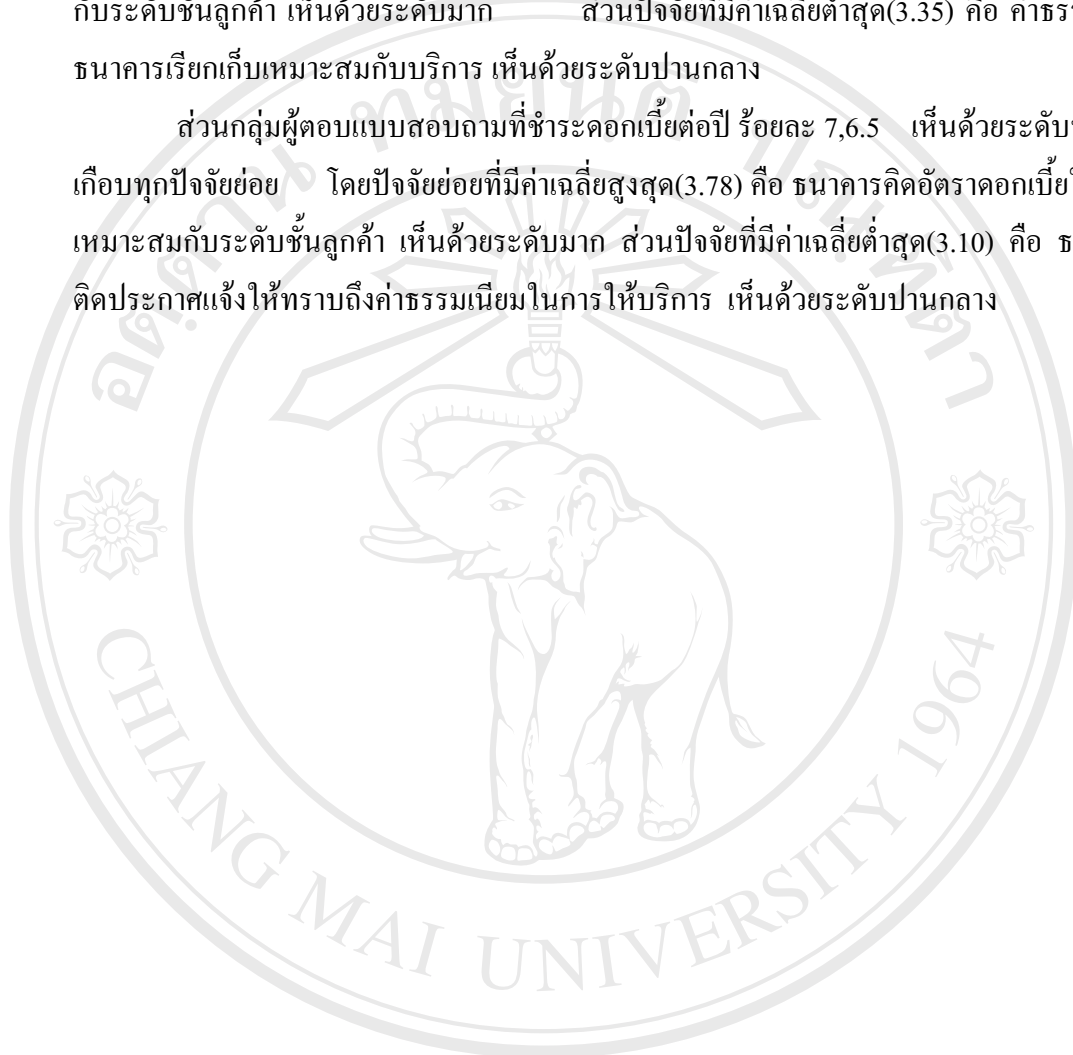 กับระดับชั้นลูกค้า เห็นด้วยระดับมาก ส่วนปัจจัยที่มีค่าเฉลี่ยต่ำสุด(3.35) คือ
ธนาคารเรียกเก็บเหมาะสมกับบริการ เห็นด้วยระดับปานกลาง
ส่วนกลุ่มผู้ตอบแบบสอบถามที่ชำระดอกเบี้ยต่อปี ร้อยละ 7,6.5 เห็นด้วยระดับ
เกือบทุกปัจจัยย่อย โดยปัจจัยย่อยที่มีค่าเฉลี่ยสูงสุด(3.78) คือ ธนาคารคิดอัตราดอกเบี้ย
เหมาะสมกับระดับชั้นลูกค้า เห็นด้วยระดับมาก ส่วนปัจจัยที่มีค่าเฉลี่ยต่ำสุด(3.10) คือ
ติดประกาศแจ้งให้ทราบถึงค่าธรรมเนียมในการให้บริการ เห็นด้วยระดับปานกลาง
อตฺตานํ ทมยนฺติ ปณฺฑิตา
CHIANG MAI UNIVERSITY 1964